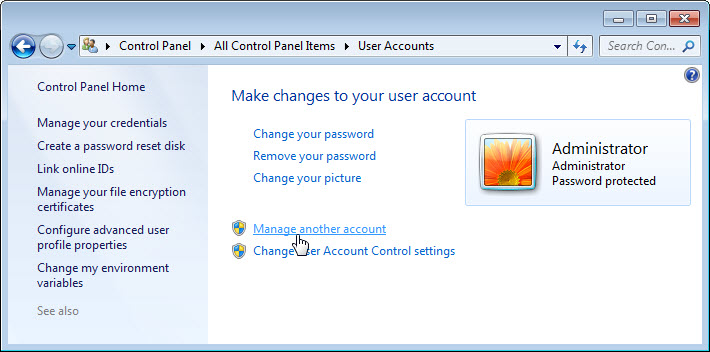 Control Panel
All Control Panel Items
User Accounts
Search Con...
Control Panel Home
Manage your credentials
Create a password reset disk
Link online IDs
Manage your file encryption
certificates
Configure advanced user
profile properties
Change my environment
variables
See also
Make changes to your user account
Change your password
Remove your password
Change your picture
Manage another account
Change User Account Control settings
Administrator
Administrator
Password protected